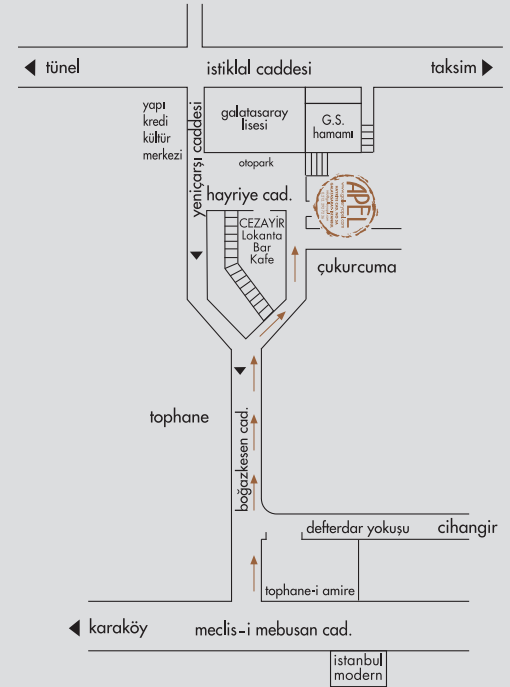 tünel
istiklal caddesi
taksim
yapı
kredi
kültür
merkezi
yeniçarşı caddesi
galatasaray
lisesi
G.S.
hamamı
otopark
hayriye cad.
APEL
CEZAYİR
Lokanta
Bar
Kafe
çukurcuma
tophane
boğazkesen cad.
defterdar yokuşu
cihangir
tophane-i amire
karaköy
meclis-i mebusan cad.
istanbul
modern